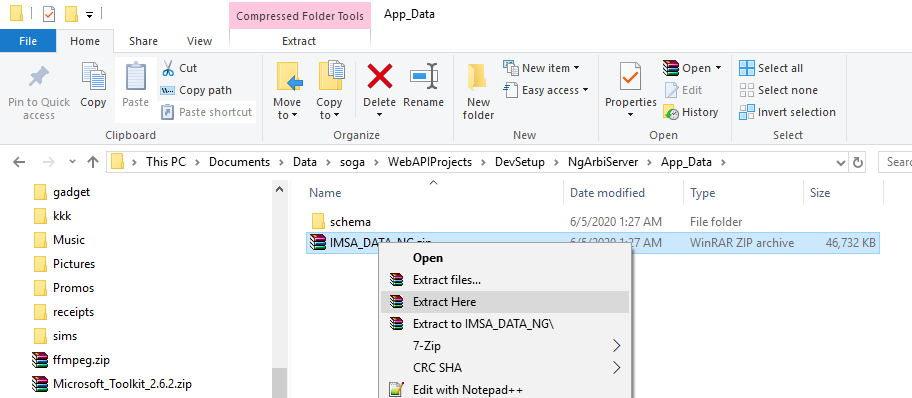 Compressed Folder Tools App_Data
File Home Share View Extract
Pin to Quick access
Copy
Paste
Cut
Copy path
Paste shortcut
Clipboard
Move to
Copy to
Delete
Rename
Organize
New folder
New item
Easy access
New
Properties
Open
Edit
History
Open
Select all
Select none
Invert selection
Select
This PC > Documents > Data > soga > WebAPIProjects > DevSetup > NgArbiServer > App_Data
Searc
gadget
kkk
Music
Pictures
Promos
receipts
sims
ffmpeg.zip
Microsoft_Toolkit_2.6.2.zip
Name Date modified Type Size
schema 6/5/2020 1:27 AM File folder
IMSA_DATA_NG.zip 6/5/2020 1:27 AM WinRAR ZIP archive 46,732 KB
Open
Extract files...
Extract Here
Extract to IMSA_DATA_NG\
7-Zip
CRC SHA
Edit with Notepad++